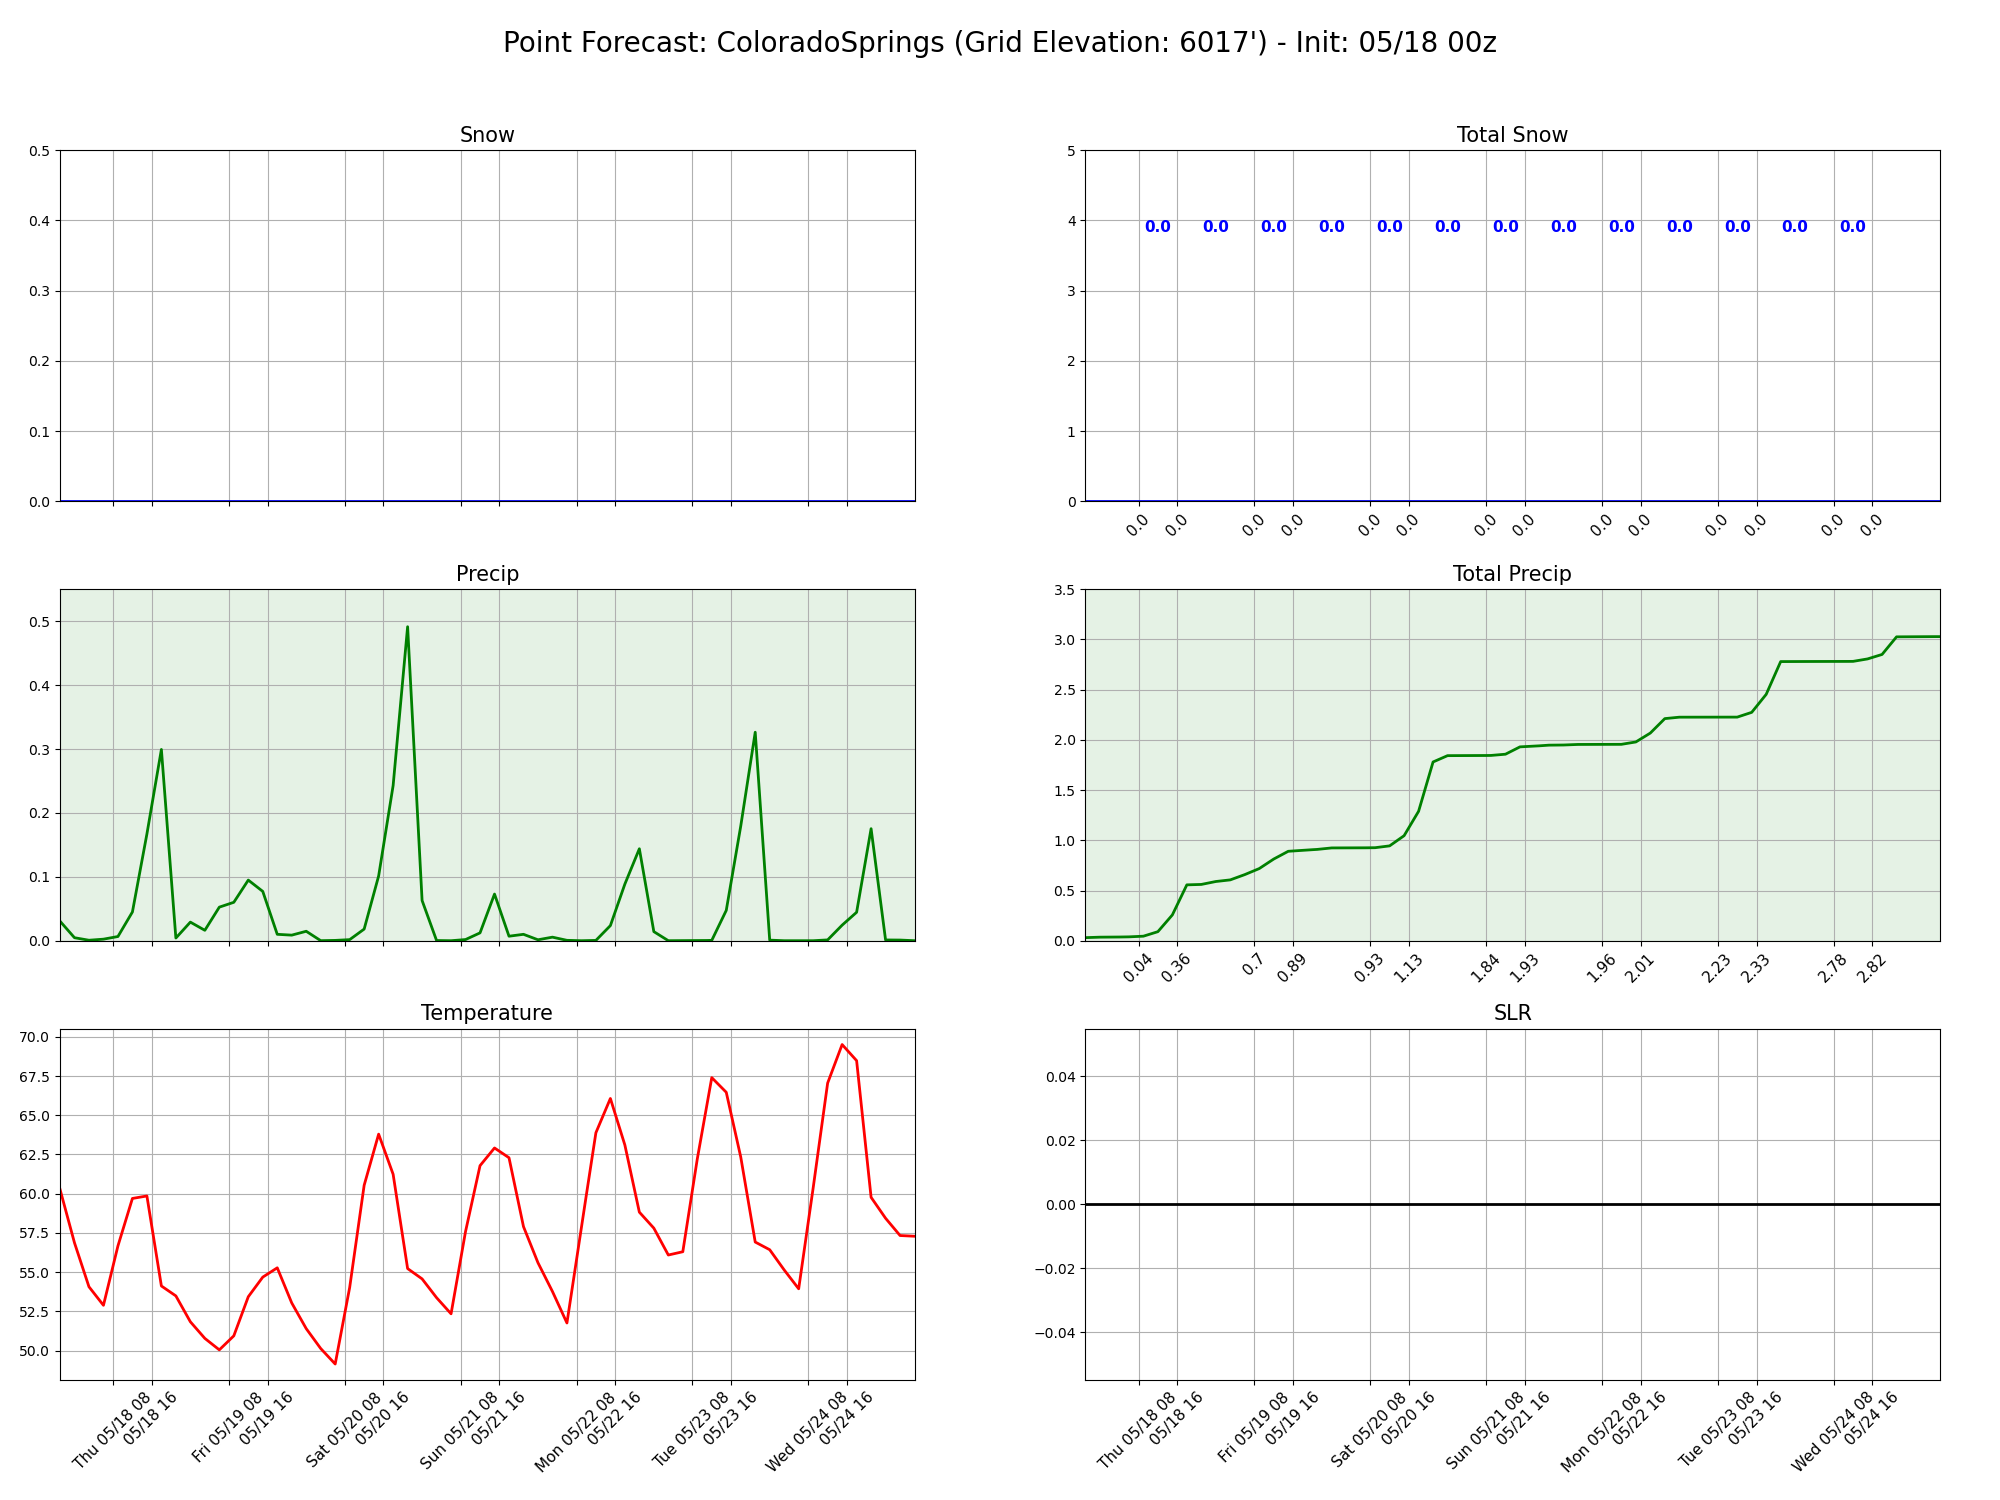 Point Forecast: ColoradoSprings (Grid Elevation: 6017') - Init: 05/18 00z
Snow
0.5
0.4
0.3
0.2
0.1
0.0
Total Snow
5
4
3
2
1
0
0.0 0.0 0.0 0.0 0.0 0.0 0.0 0.0 0.0 0.0 0.0 0.0 0.0
0.0 0.0 0.0 0.0 0.0 0.0 0.0 0.0 0.0 0.0 0.0 0.0 0.0 0.0
Precip
0.5
0.4
0.3
0.2
0.1
0.0
Total Precip
3.5
3.0
2.5
2.0
1.5
1.0
0.5
0.0
0.04 0.36 0.7 0.89 0.93 1.13 1.84 1.93 1.96 2.01 2.23 2.33 2.78 2.82
Temperature
70.0
67.5
65.0
62.5
60.0
57.5
55.0
52.5
50.0
Thu 05/18 08
05/18 16
Fri 05/19 08
05/19 16
Sat 05/20 08
05/20 16
Sun 05/21 08
05/21 16
Mon 05/22 08
05/22 16
Tue 05/23 08
05/23 16
Wed 05/24 08
05/24 16
SLR
0.04
0.02
0.00
−0.02
−0.04
Thu 05/18 08
05/18 16
Fri 05/19 08
05/19 16
Sat 05/20 08
05/20 16
Sun 05/21 08
05/21 16
Mon 05/22 08
05/22 16
Tue 05/23 08
05/23 16
Wed 05/24 08
05/24 16